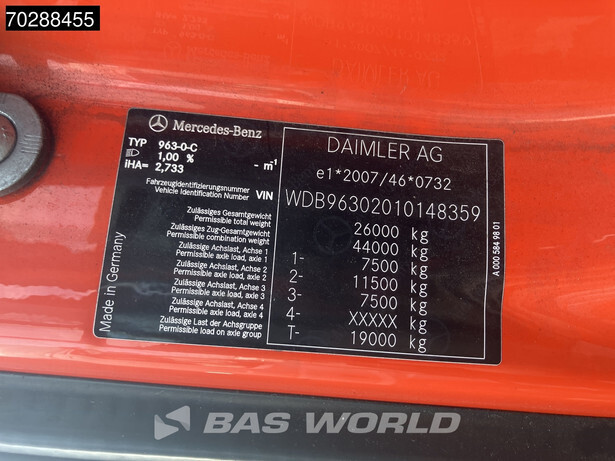 70288455
Mercedes-Benz
TYP 963-0-C
1,00 % - m⁻¹
iHA= 2,733
Fahrzeugidentifizierungsnummer
Vehicle Identification Number VIN
Zulässiges Gesamtgewicht
Permissible total weight
Zulässiges Zug-Gesamtgewicht
Permissible combination weight
Zulässige Achslast, Achse 1
Permissible axle load, axle 1
Zulässige Achslast, Achse 2
Permissible axle load, axle 2
Zulässige Achslast, Achse 3
Permissible axle load, axle 3
Zulässige Achslast, Achse 4
Permissible axle load, axle 4
Zulässige Last der Achsgruppe
Permissible load on axle group
Made in Germany
DAIMLER AG
e1*2007/46*0732
WDB96302010148359
26000 kg
44000 kg
1- 7500 kg
2- 11500 kg
3- 7500 kg
4- XXXXX kg
T- 19000 kg
A 000 584 98 01
BAS WORLD